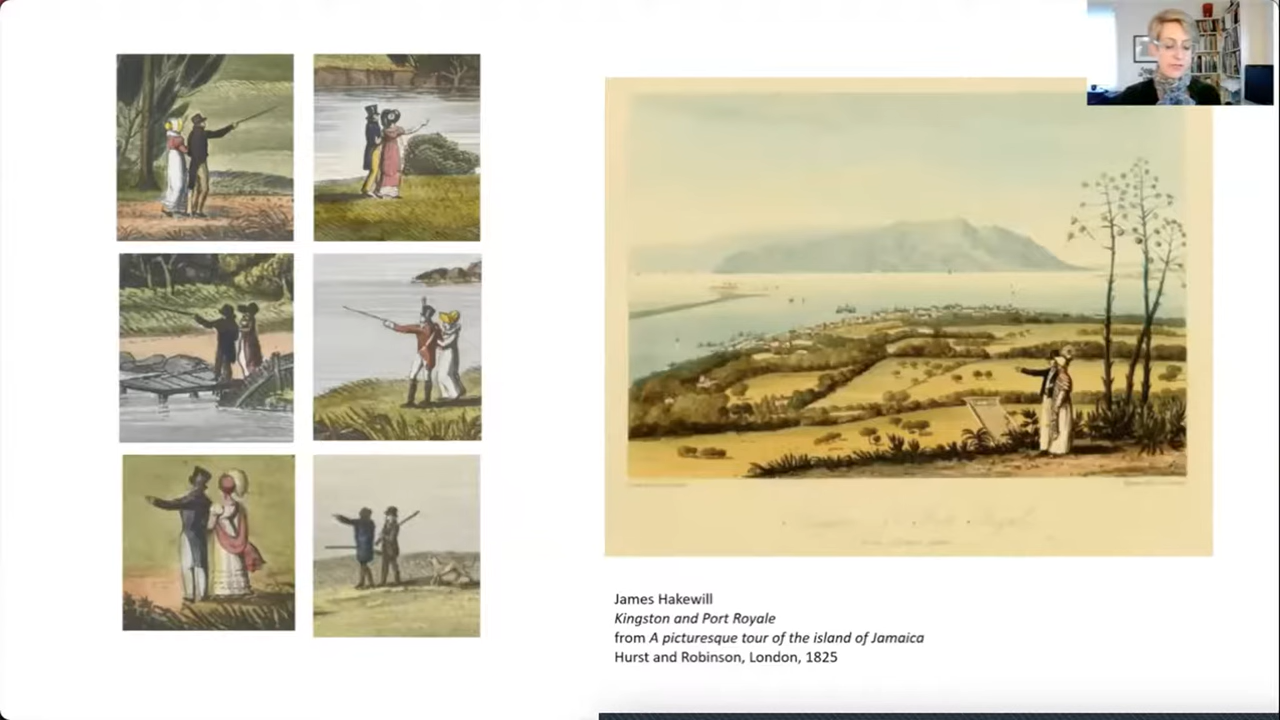 James Hakewill
Kingston and Port Royale
from A picturesque tour of the island of Jamaica
Hurst and Robinson, London, 1825